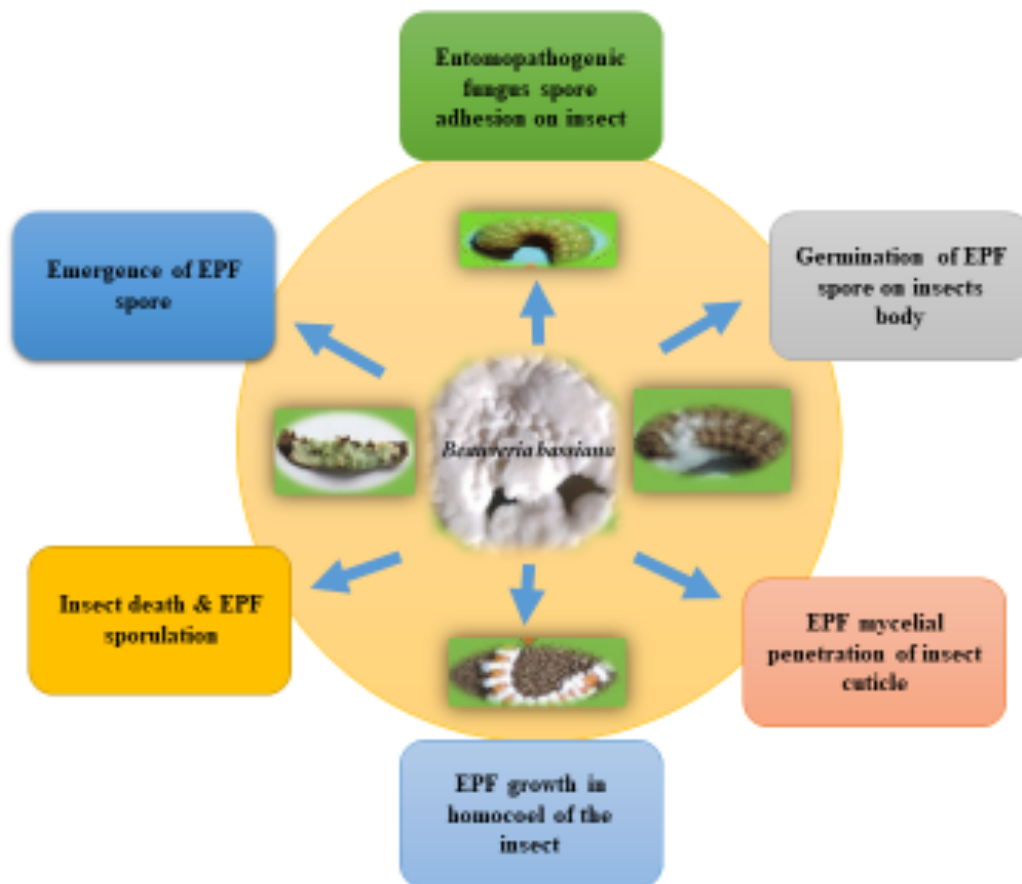 Entomopathogenic
fungus spore
adhesion on insect
Emergence of EPF
spore
Germination of EPF
spore on insects
body
Beauveria bassiana
Insect death & EPF
sporulation
EPF mycelial
penetration of insect
cuticle
EPF growth in
homocoel of the
insect